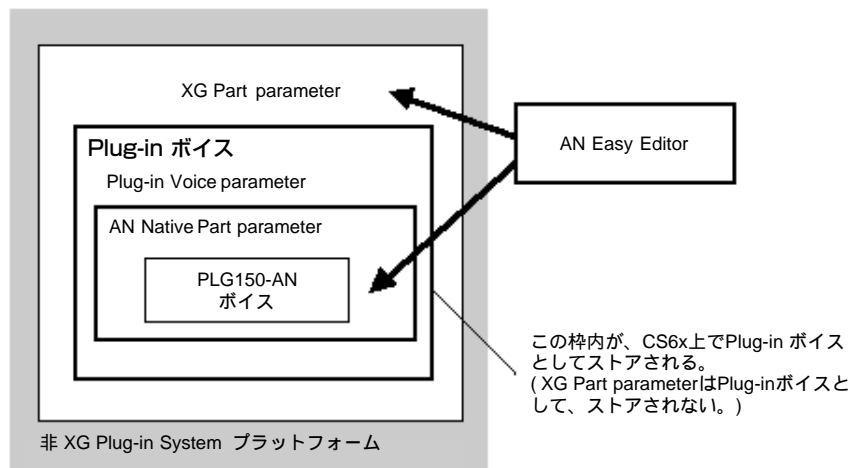 XG Part parameter
Plug-in ボイス
Plug-in Voice parameter
AN Native Part parameter
PLG150-AN
ボイス
AN Easy Editor
この枠内が、CS6x上でPlug-in ボイス
としてストアされる。
( XG Part parameterはPlug-inボイスと
して、ストアされない。)
非 XG Plug-in System プラットフォーム